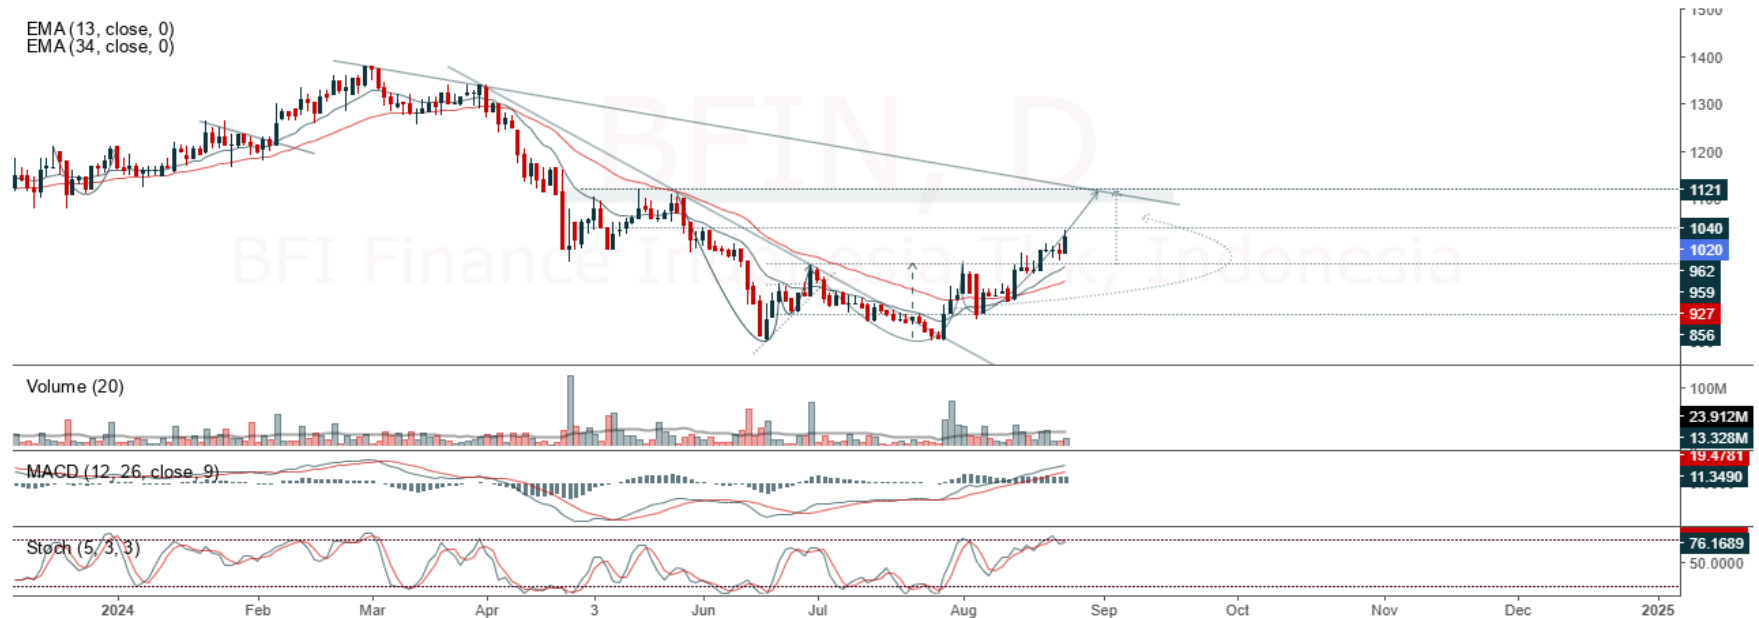 EMA (13, close, 0)
EMA (34, close, 0)
BFIN, D
BFI Finance Indonesia Tbk, Indonesia
1500
1400
1300
1200
1121
1100
1040
1020
962
959
927
856
Volume (20)
100M
23.912M
13.328M
MACD (12, 26, close, 9)
19.4781
11.3490
Stoch (5, 3, 3)
76.1689
50.0000
2024 Feb Mar Apr 3 Jun Jul Aug Sep Oct Nov Dec 2025